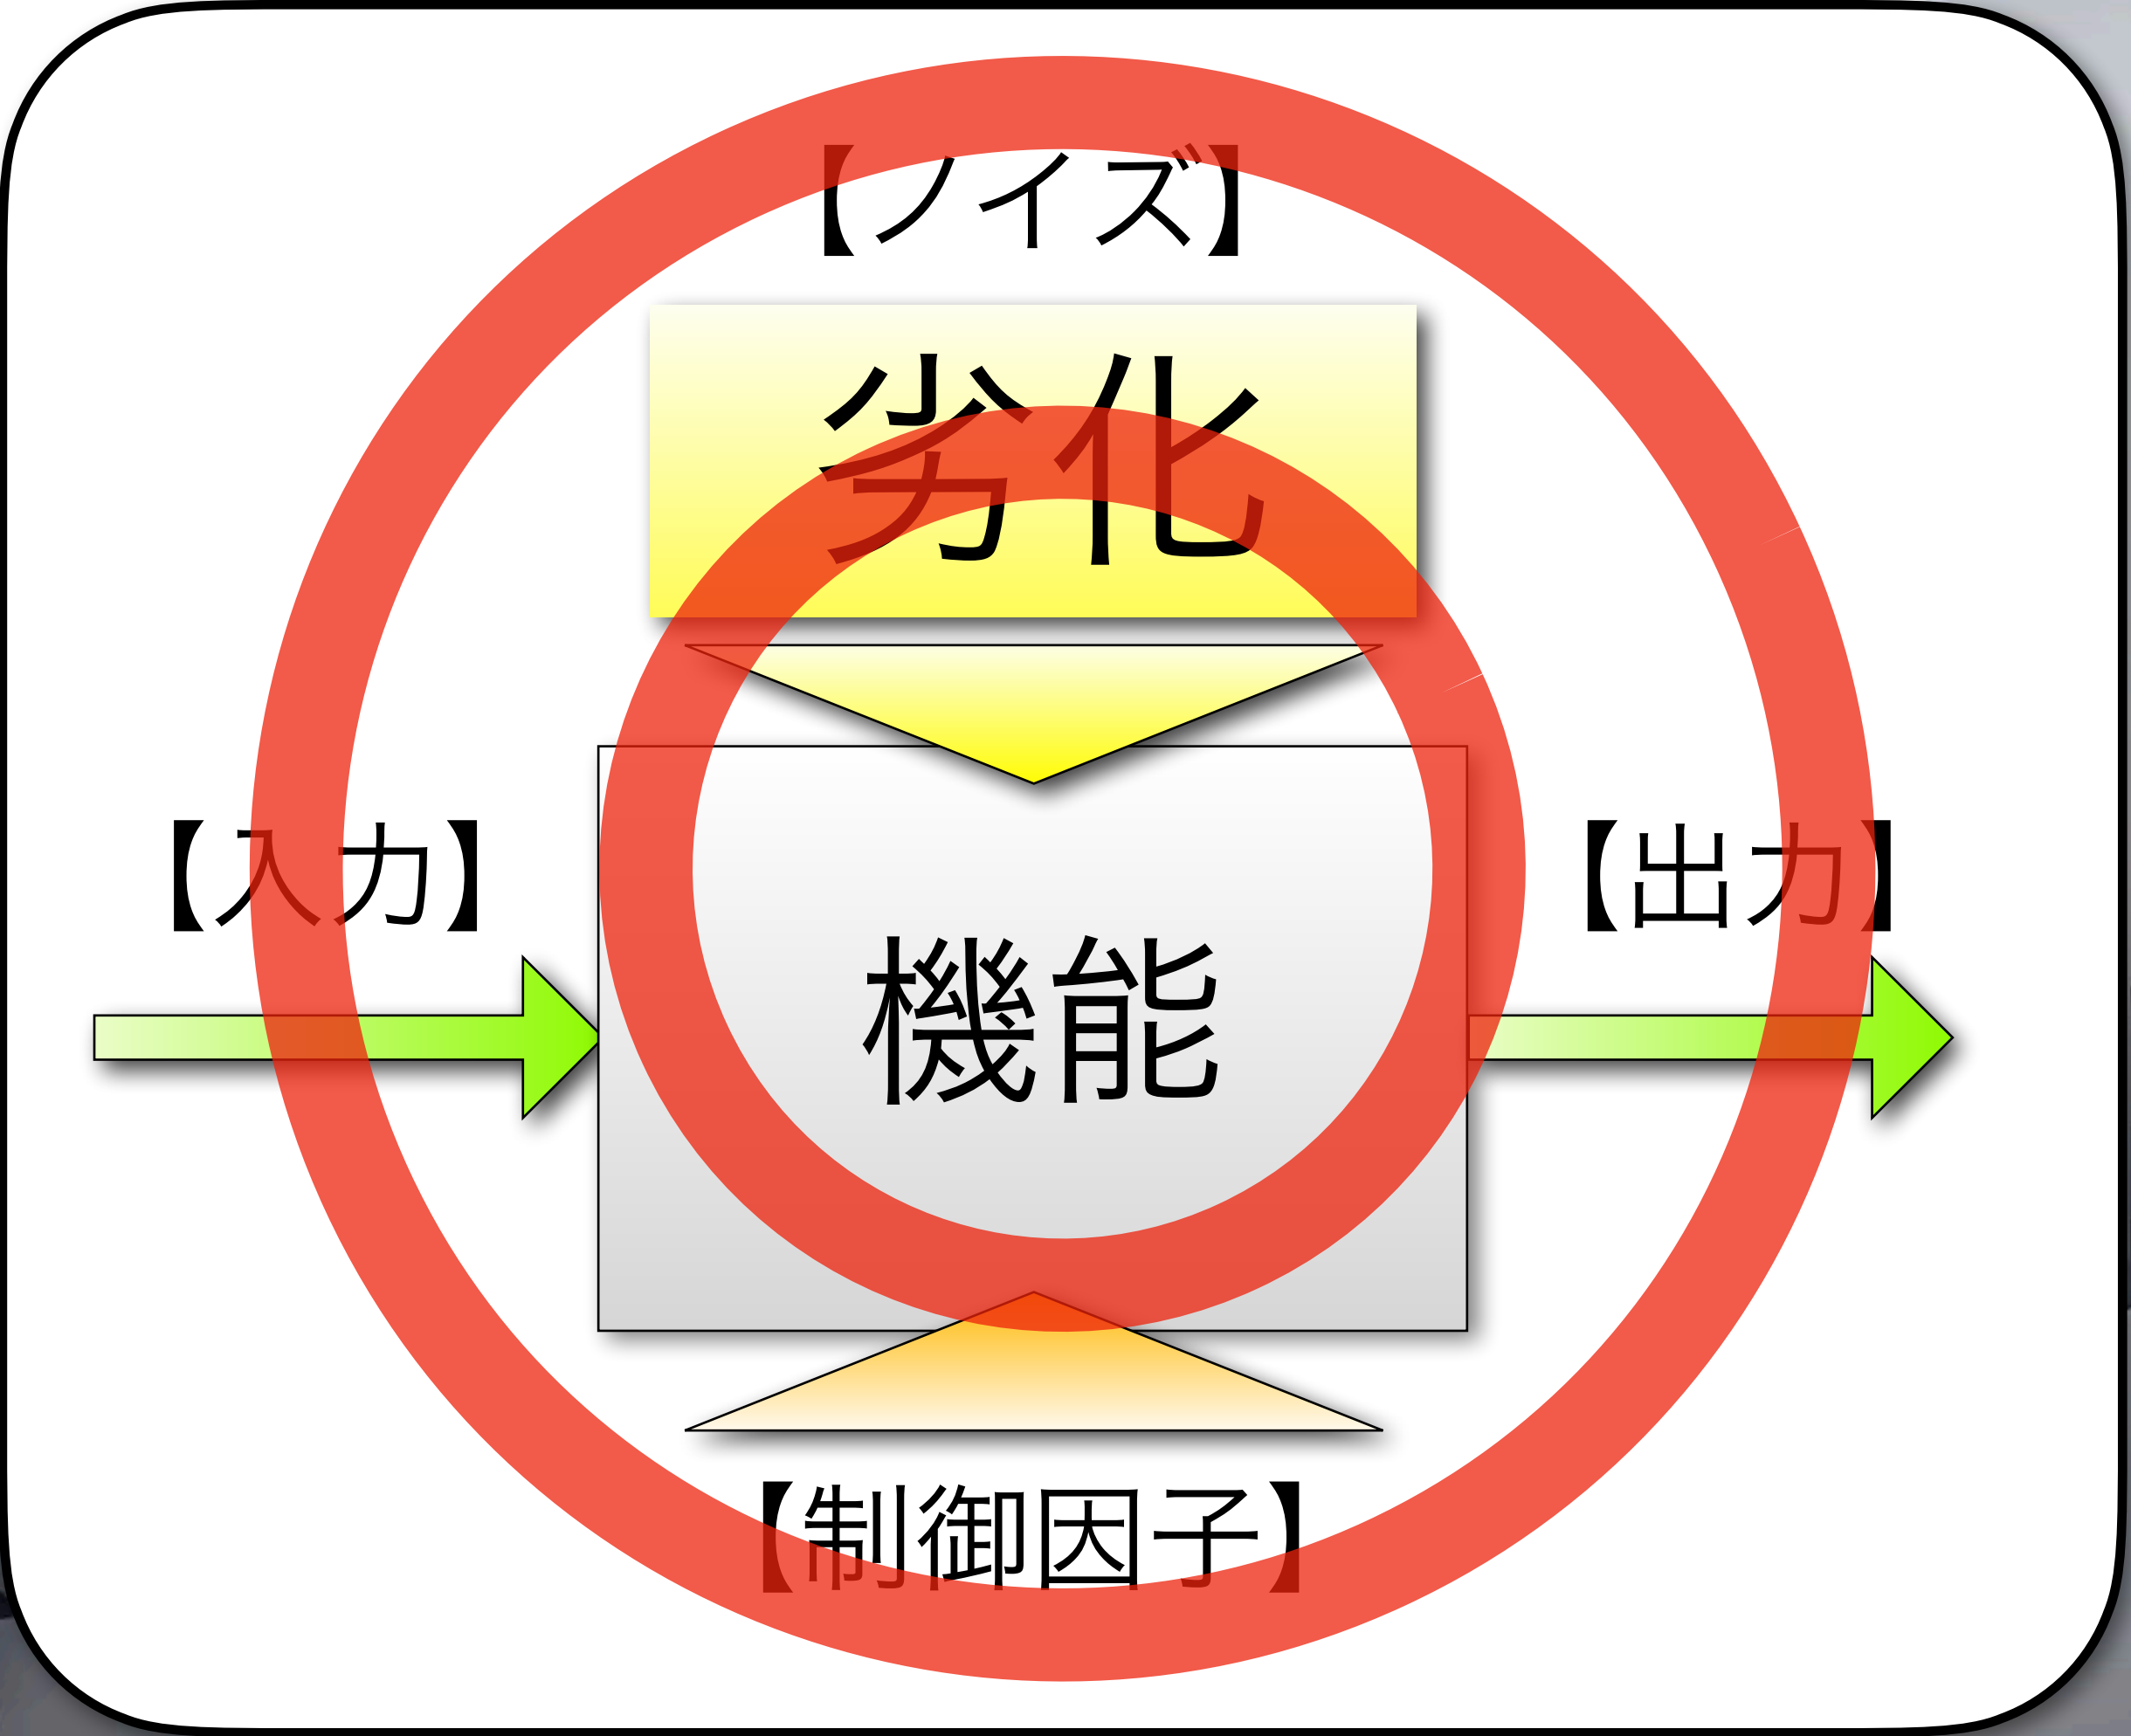 【ノイズ】
劣化
【入力】
【出力】
機能
【制御因子】